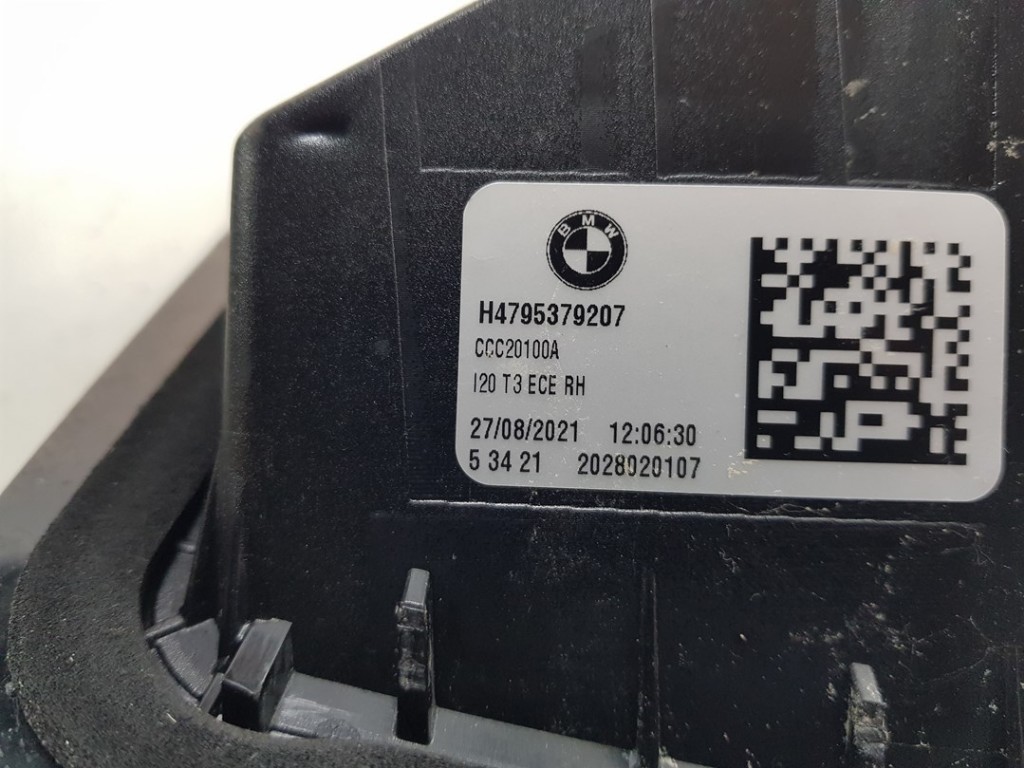 BMW
H4795379207
CCC20100A
I20 T3 ECE RH
27/08/2021 12:06:30
5 34 21 2028020107